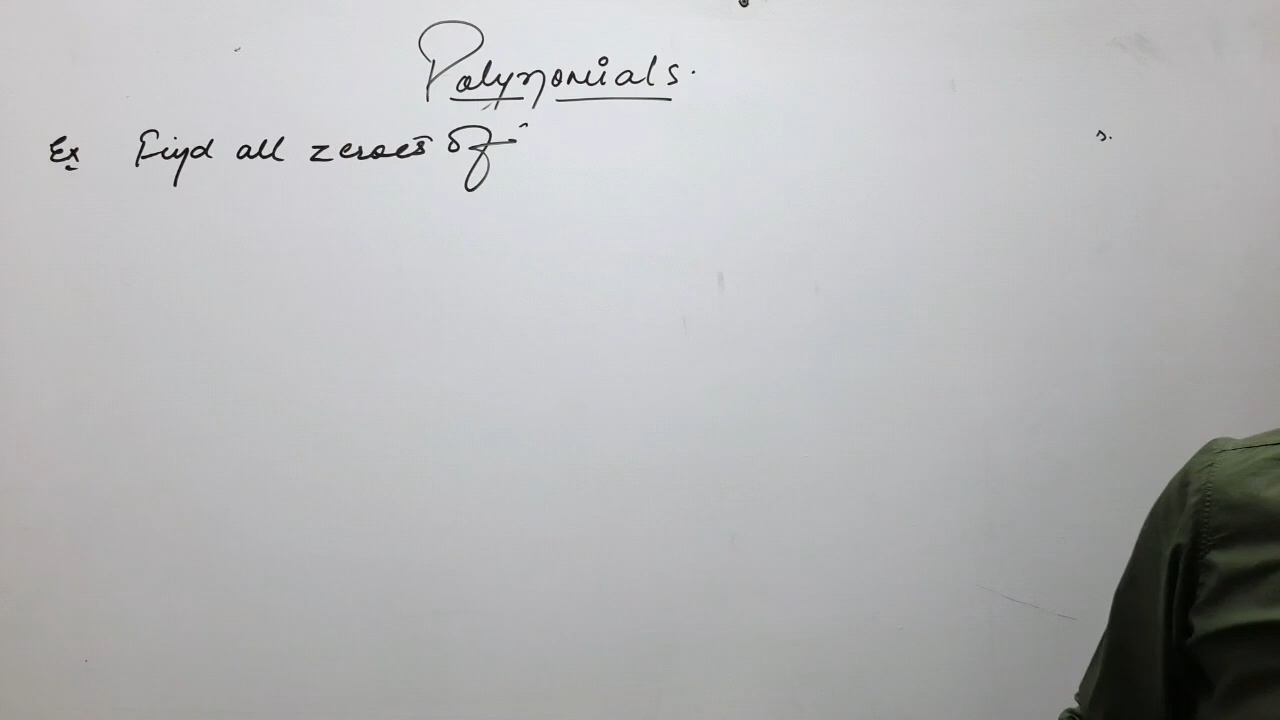 Polynomials.
Ex Find all zeroes of
s.